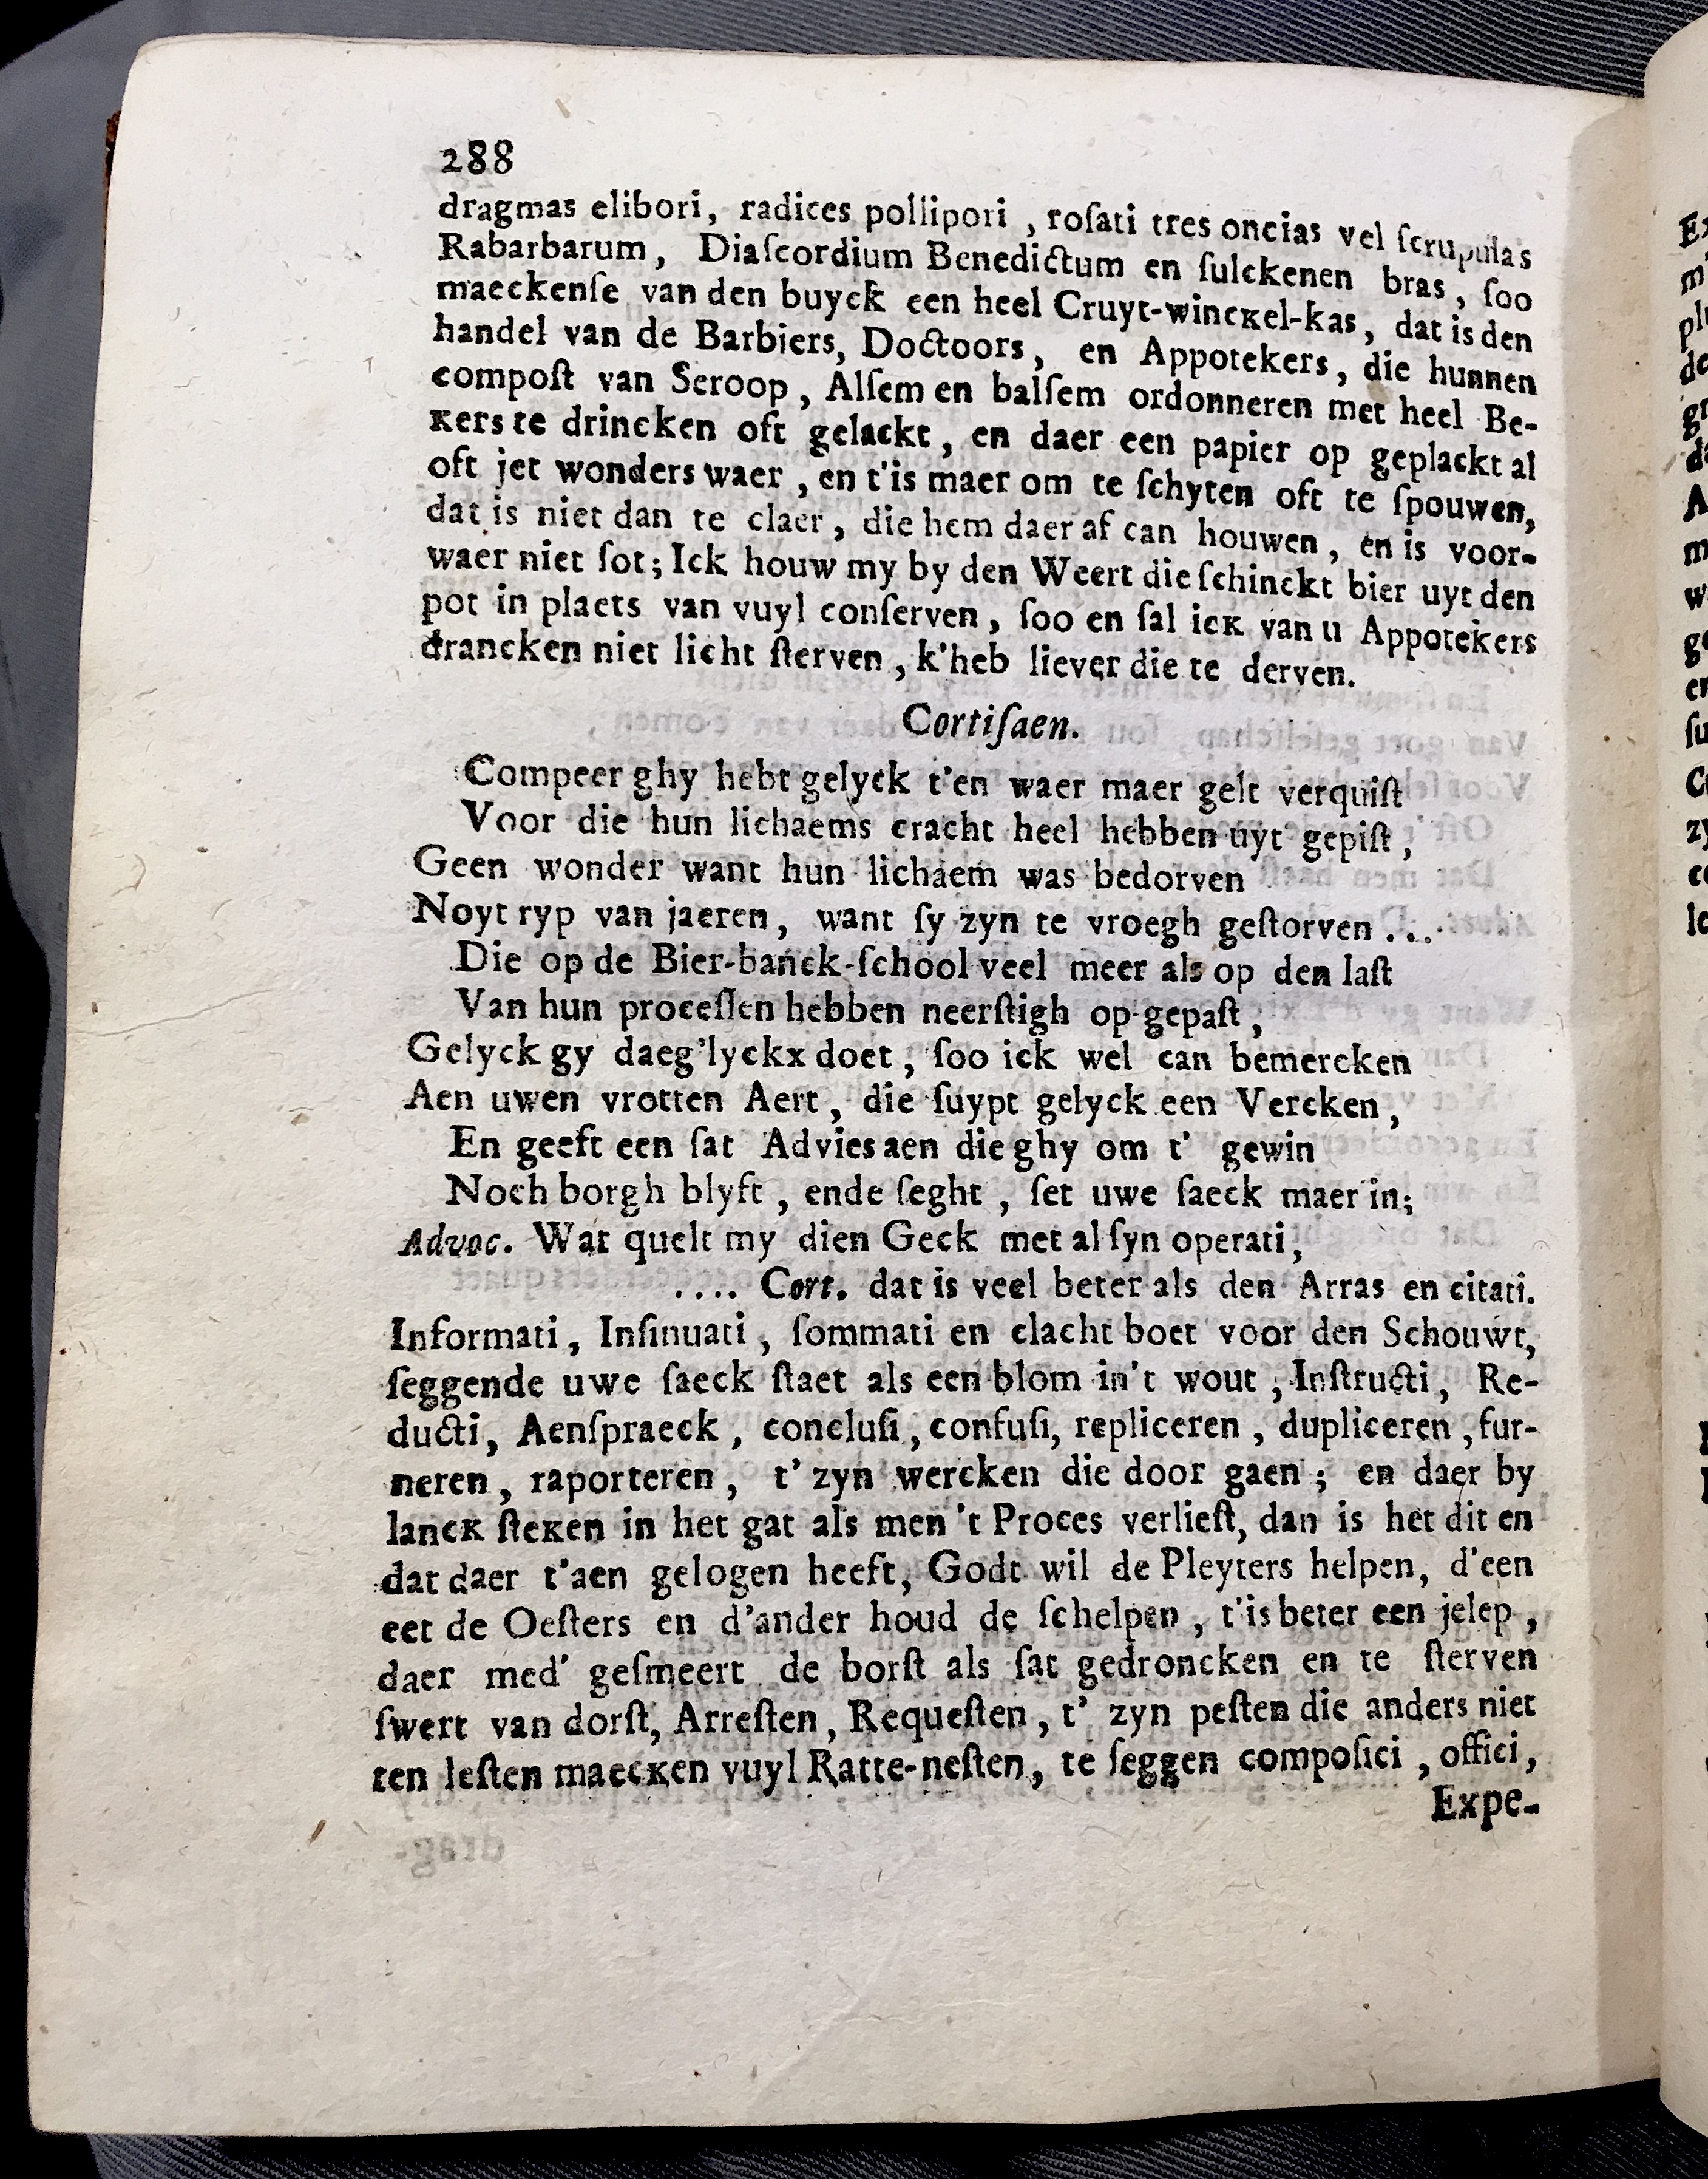 288
dragmas elibori, radices pollipori , roſati tres oncias vel ſcrupulas
Rabarbarum, Diaſcordium Benedictum en ſulckenen bras, ſoo
maeckenſe van den buyck een heel Cruyt-winckel-kas, dat is den
handel van de Barbiers, Doctoors, en Appotekers, die hunnen
compoſt van Seroop, Alſem en balſem ordonneren met heel Be-
kers te drincken oft gelackt, en daer een papier op geplackt al
oft jet wonders waer, en t'is maer om te ſchyten oft te ſpouwen,
dat is niet dan te claer, die hem daer af can houwen, en is voor-
waer niet ſot; Ick houw my by den Weert die ſchinckt bier uyt den
pot in plaets van vuyl conſerven, ſoo en ſal ick van u Appotekers
drancken niet licht ſterven, k'heb liever die te derven.
Cortiſaen.
Compeer ghy hebt gelyck t'en waer maer gelt verquiſt
Voor die hun lichaems cracht heel hebben uyt gepiſt,
Geen wonder want hun lichaem was bedorven
Noyt ryp van jaeren, want ſy zyn te vroegh geſtorven ...
Die op de Bier-banck-ſchool veel meer als op den laſt
Van hun proceſſen hebben neerſtigh op gepaſt,
Gelyck gy daeg'lyckx doet, ſoo ick wel can bemercken
Aen uwen vrotten Aert, die ſuypt gelyck een Vercken,
En geeft een ſat Advies aen die ghy om t' gewin
Noch borgh blyft, ende ſeght, ſet uwe ſaeck maer in;
Advoc. Wat quelt my dien Geck met al ſyn operati,
.... Cort. dat is veel beter als den Arras en citati.
Informati, Inſinuati, ſommati en clacht boet voor den Schouwt,
ſeggende uwe ſaeck ſtaet als een blom in't wout, Inſtructi, Re-
ducti, Aenſpraeck, concluſi, confuſi, repliceren, dupliceren, fur-
neren, raporteren, t' zyn wercken die door gaen; en daer by
lanck ſteken in het gat als men 't Proces verlieſt, dan is het dit en
dat daer t'aen gelogen heeft, Godt wil de Pleyters helpen, d'een
eet de Oeſters en d'ander houd de ſchelpen, t'is beter een jelep,
daer med' geſmeert de borſt als ſat gedroncken en te ſterven
ſwert van dorſt, Arreſten, Requeſten, t' zyn peſten die anders niet
ten leſten maecken vuyl Ratte-neſten, te ſeggen compoſici, offici,
Expe-